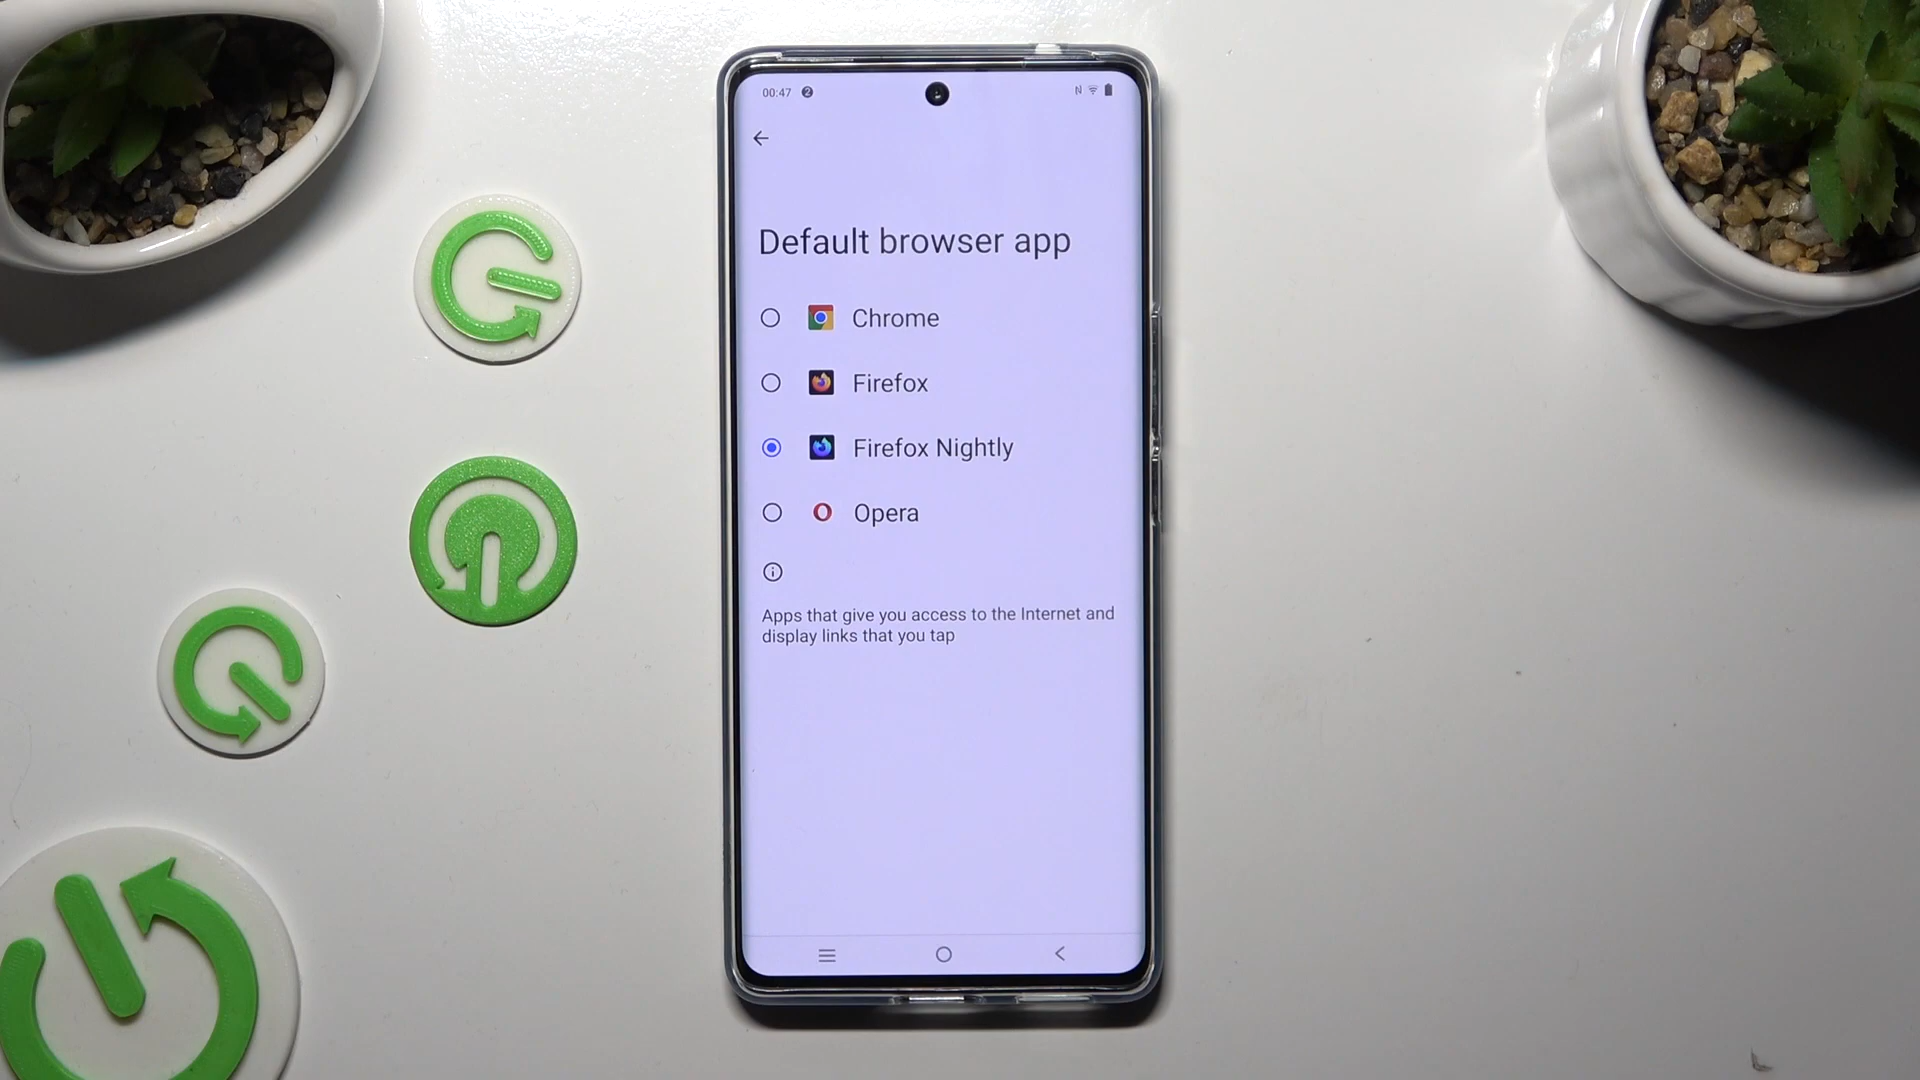 00:47 2
Default browser app
Chrome
Firefox
Firefox Nightly
Opera
Apps that give you access to the Internet and
display links that you tap